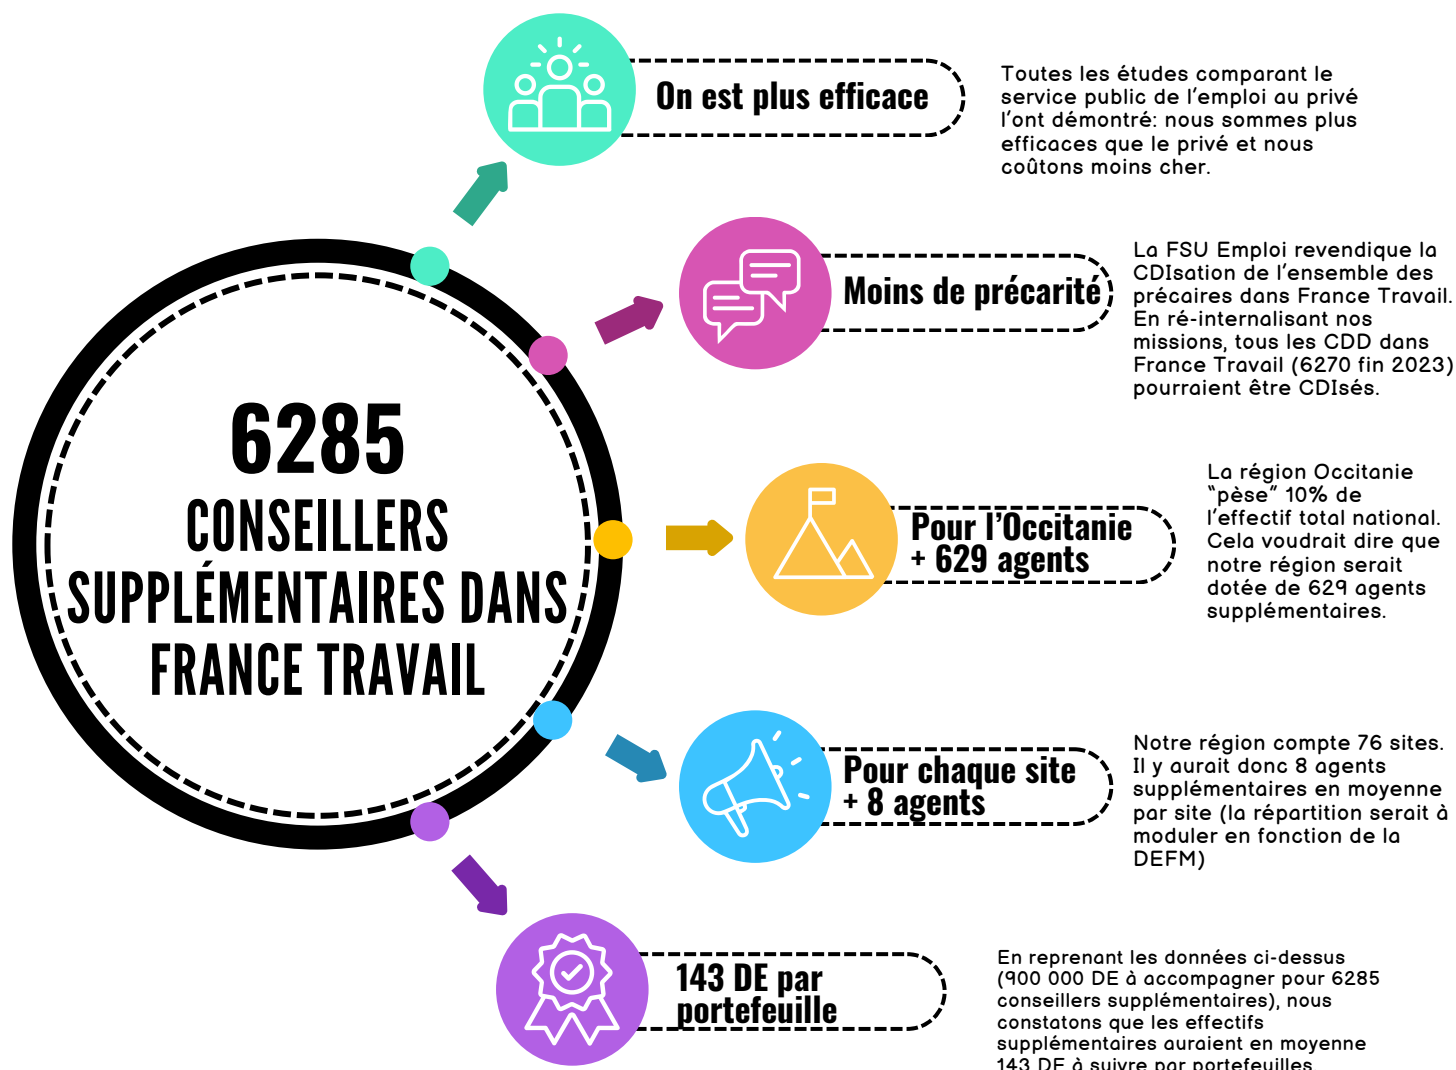 On est plus efficace
Toutes les études comparant le
service public de l'emploi au privé
l'ont démontré: nous sommes plus
efficaces que le privé et nous
coûtons moins cher.
Moins de précarité
La FSU Emploi revendique la
CDIsation de l'ensemble des
précaires dans France Travail.
En ré-internalisant nos
missions, tous les CDD dans
France Travail (6270 fin 2023)
pourraient être CDIsés.
6285
CONSEILLERS
SUPPLÉMENTAIRES DANS
FRANCE TRAVAIL
Pour l'Occitanie
+ 629 agents
La région Occitanie
"pèse" 10% de
l'effectif total national.
Cela voudrait dire que
notre région serait
dotée de 629 agents
supplémentaires.
Pour chaque site
+ 8 agents
Notre région compte 76 sites.
Il y aurait donc 8 agents
supplémentaires en moyenne
par site (la répartition serait à
moduler en fonction de la
DEFM)
143 DE par
portefeuille
En reprenant les données ci-dessus
(900 000 DE à accompagner pour 6285
conseillers supplémentaires), nous
constatons que les effectifs
supplémentaires auraient en moyenne
143 DE à suivre par portefeuilles